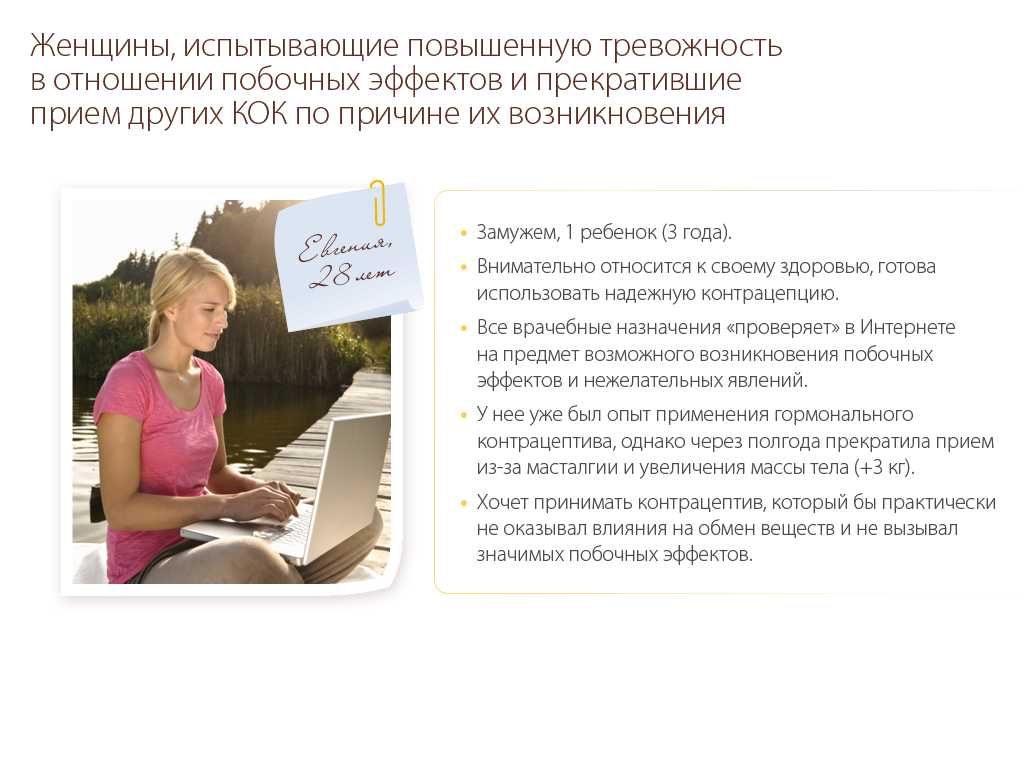 Женщины, испытывающие повышенную тревожность
в отношении побочных эффектов и прекратившие
прием других КОК по причине их возникновения
Евгения,
28 лет
• Замужем, 1 ребенок (3 года).
• Внимательно относится к своему здоровью, готова
использовать надежную контрацепцию.
• Все врачебные назначения «проверяет» в Интернете
на предмет возможного возникновения побочных
эффектов и нежелательных явлений.
• У нее уже был опыт применения гормонального
контрацептива, однако через полгода прекратила прием
из-за масталгии и увеличения массы тела (+3 кг).
• Хочет принимать контрацептив, который бы практически
не оказывал влияния на обмен веществ и не вызывал
значимых побочных эффектов.